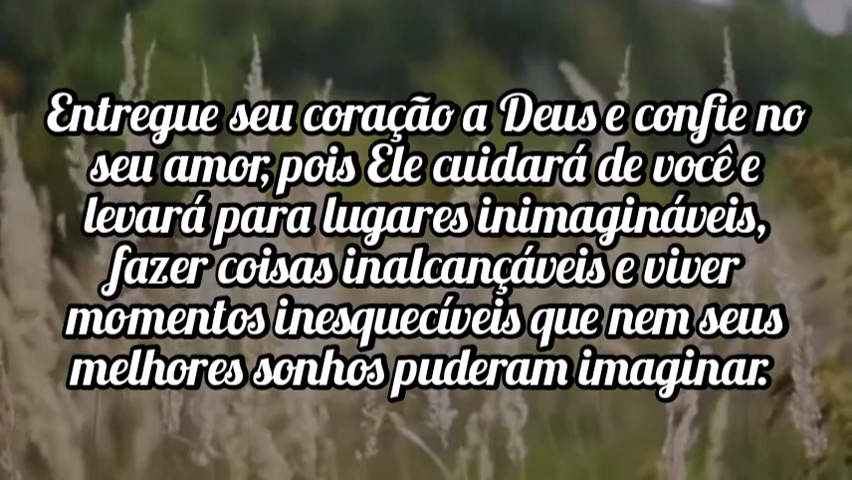 Entregue seu coração a Deus e confie no
seu amor, pois Ele cuidará de você e
levará para lugares inimagináveis,
fazer coisas inalcançáveis e viver
momentos inesquecíveis que nem seus
melhores sonhos puderam imaginar.